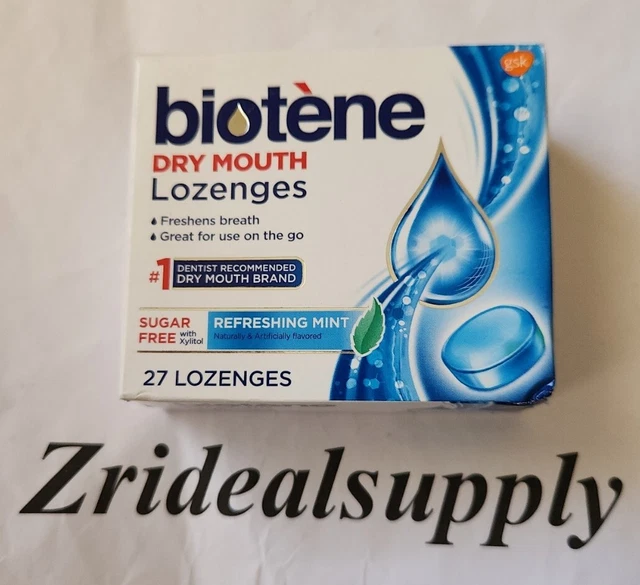 gsk
biotène
DRY MOUTH
Lozenges
Freshens breath
Great for use on the go
#1 DENTIST RECOMMENDED
DRY MOUTH BRAND
SUGAR
FREE with
Xylitol
REFRESHING MINT
Naturally & Artificially flavored
27 LOZENGES
Zridealsupply